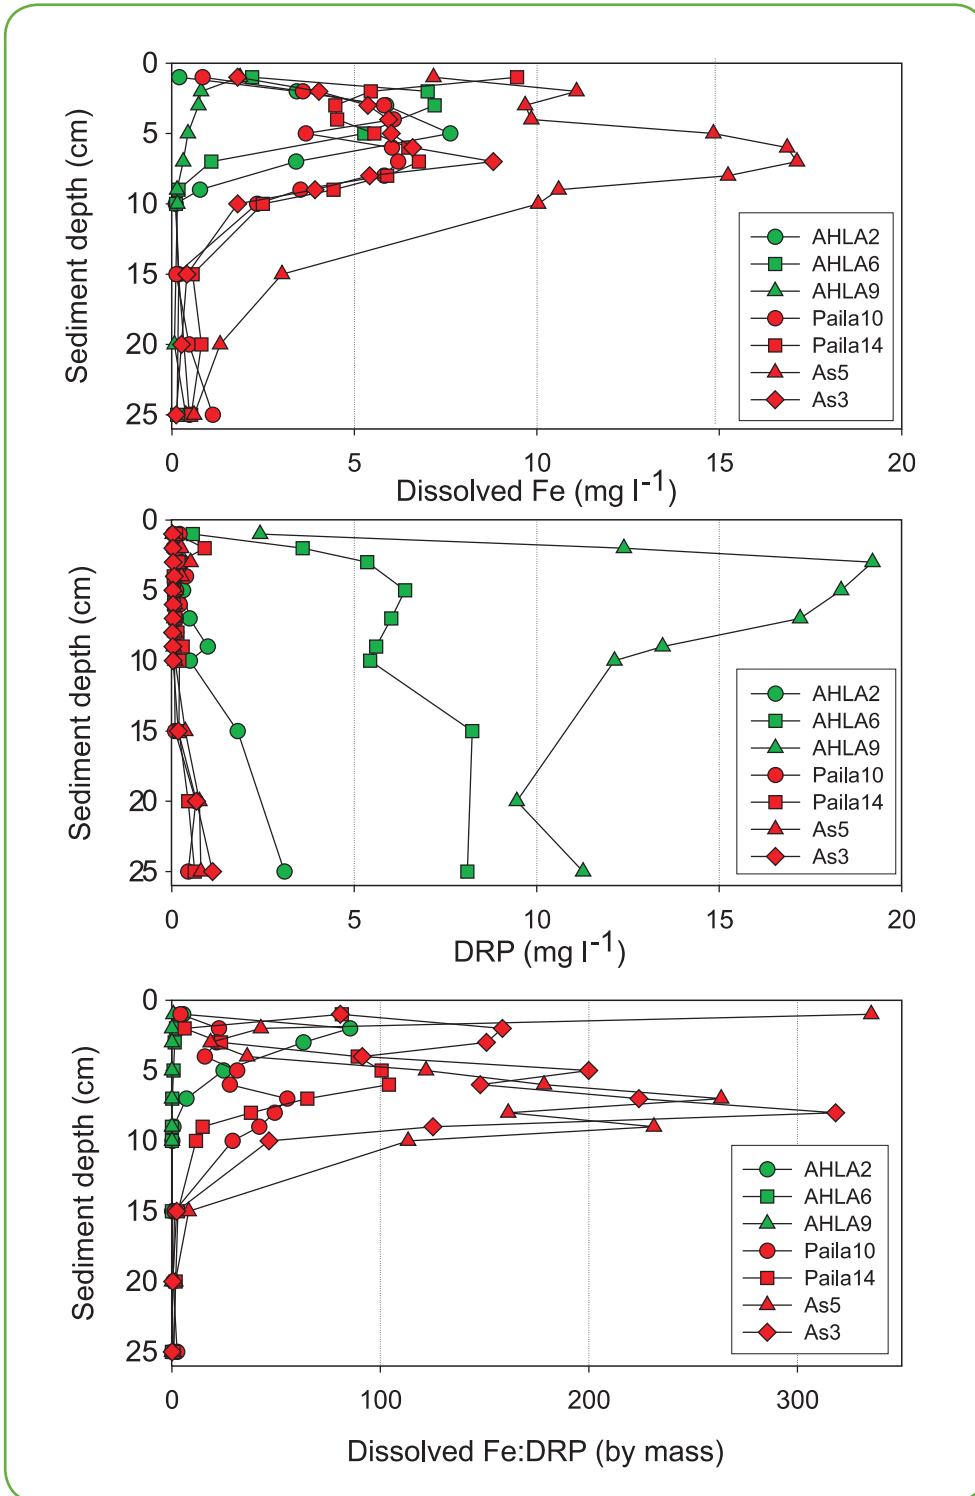 0
5
10
15
20
25
Sediment depth (cm)
AHLA2
AHLA6
AHLA9
Paila10
Paila14
As5
As3
0 5 10 15 20
Dissolved Fe (mg l⁻¹)
0
5
10
15
20
25
Sediment depth (cm)
AHLA2
AHLA6
AHLA9
Paila10
Paila14
As5
As3
0 5 10 15 20
DRP (mg l⁻¹)
0
5
10
15
20
25
Sediment depth (cm)
AHLA2
AHLA6
AHLA9
Paila10
Paila14
As5
As3
0 100 200 300
Dissolved Fe:DRP (by mass)